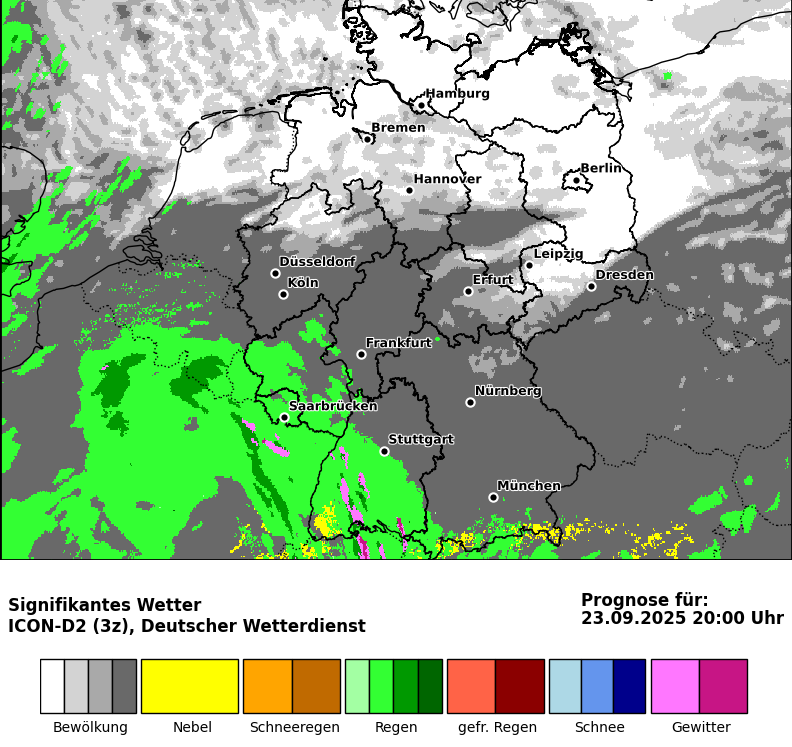 Hamburg
Bremen
Berlin
Hannover
Leipzig
Düsseldorf
Dresden
Köln
Erfurt
Frankfurt
Nürnberg
Saarbrücken
Stuttgart
München
Signifikantes Wetter
ICON-D2 (3z), Deutscher Wetterdienst
Prognose für:
23.09.2025 20:00 Uhr
Bewölkung
Nebel
Schneeregen
Regen
gefr. Regen
Schnee
Gewitter